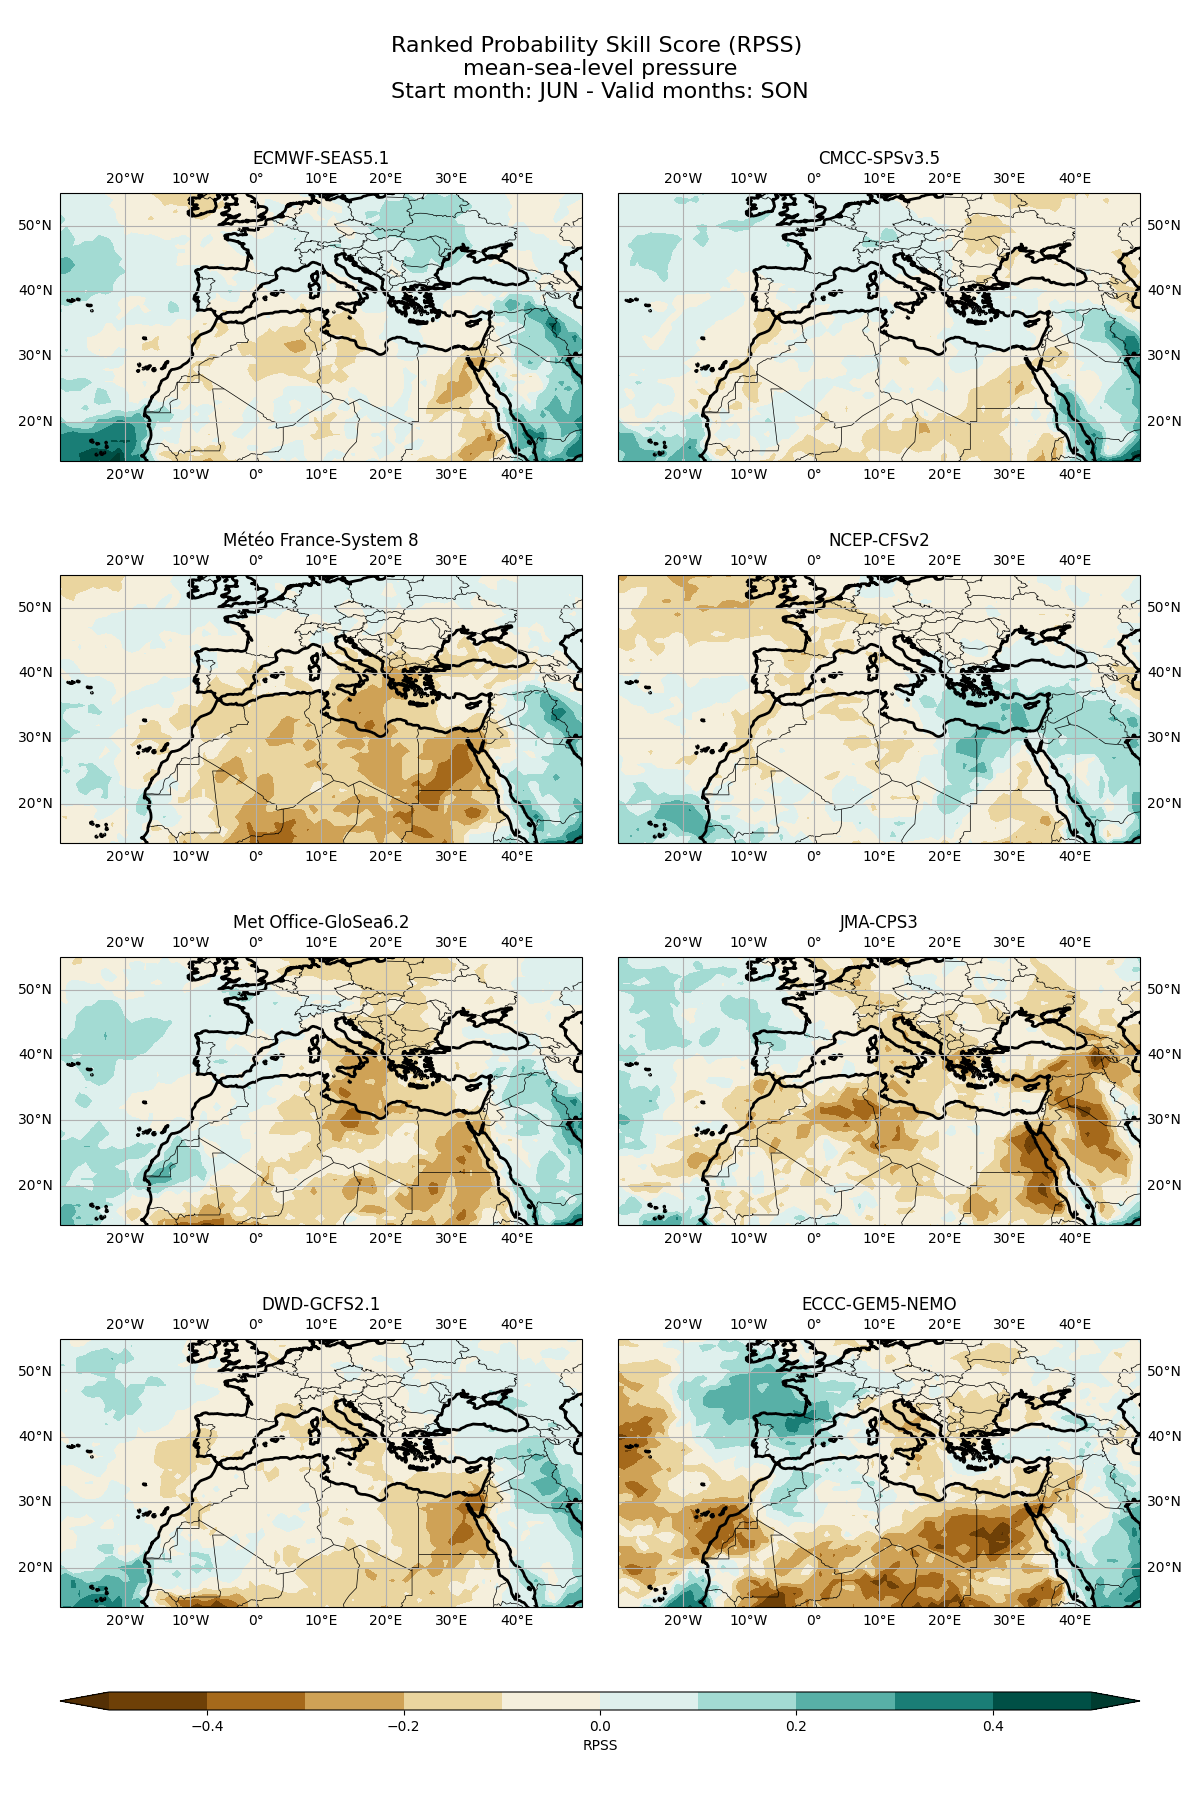 Ranked Probability Skill Score (RPSS)
mean-sea-level pressure
Start month: JUN - Valid months: SON
ECMWF-SEAS5.1
20°W 10°W 0° 10°E 20°E 30°E 40°E
50°N
40°N
30°N
20°N
20°W 10°W 0° 10°E 20°E 30°E 40°E
CMCC-SPSv3.5
20°W 10°W 0° 10°E 20°E 30°E 40°E
50°N
40°N
30°N
20°N
20°W 10°W 0° 10°E 20°E 30°E 40°E
Météo France-System 8
20°W 10°W 0° 10°E 20°E 30°E 40°E
50°N
40°N
30°N
20°N
20°W 10°W 0° 10°E 20°E 30°E 40°E
NCEP-CFSv2
20°W 10°W 0° 10°E 20°E 30°E 40°E
50°N
40°N
30°N
20°N
20°W 10°W 0° 10°E 20°E 30°E 40°E
Met Office-GloSea6.2
20°W 10°W 0° 10°E 20°E 30°E 40°E
50°N
40°N
30°N
20°N
20°W 10°W 0° 10°E 20°E 30°E 40°E
JMA-CPS3
20°W 10°W 0° 10°E 20°E 30°E 40°E
50°N
40°N
30°N
20°N
20°W 10°W 0° 10°E 20°E 30°E 40°E
DWD-GCFS2.1
20°W 10°W 0° 10°E 20°E 30°E 40°E
50°N
40°N
30°N
20°N
20°W 10°W 0° 10°E 20°E 30°E 40°E
ECCC-GEM5-NEMO
20°W 10°W 0° 10°E 20°E 30°E 40°E
50°N
40°N
30°N
20°N
20°W 10°W 0° 10°E 20°E 30°E 40°E
−0.4 −0.2 0.0 0.2 0.4
RPSS